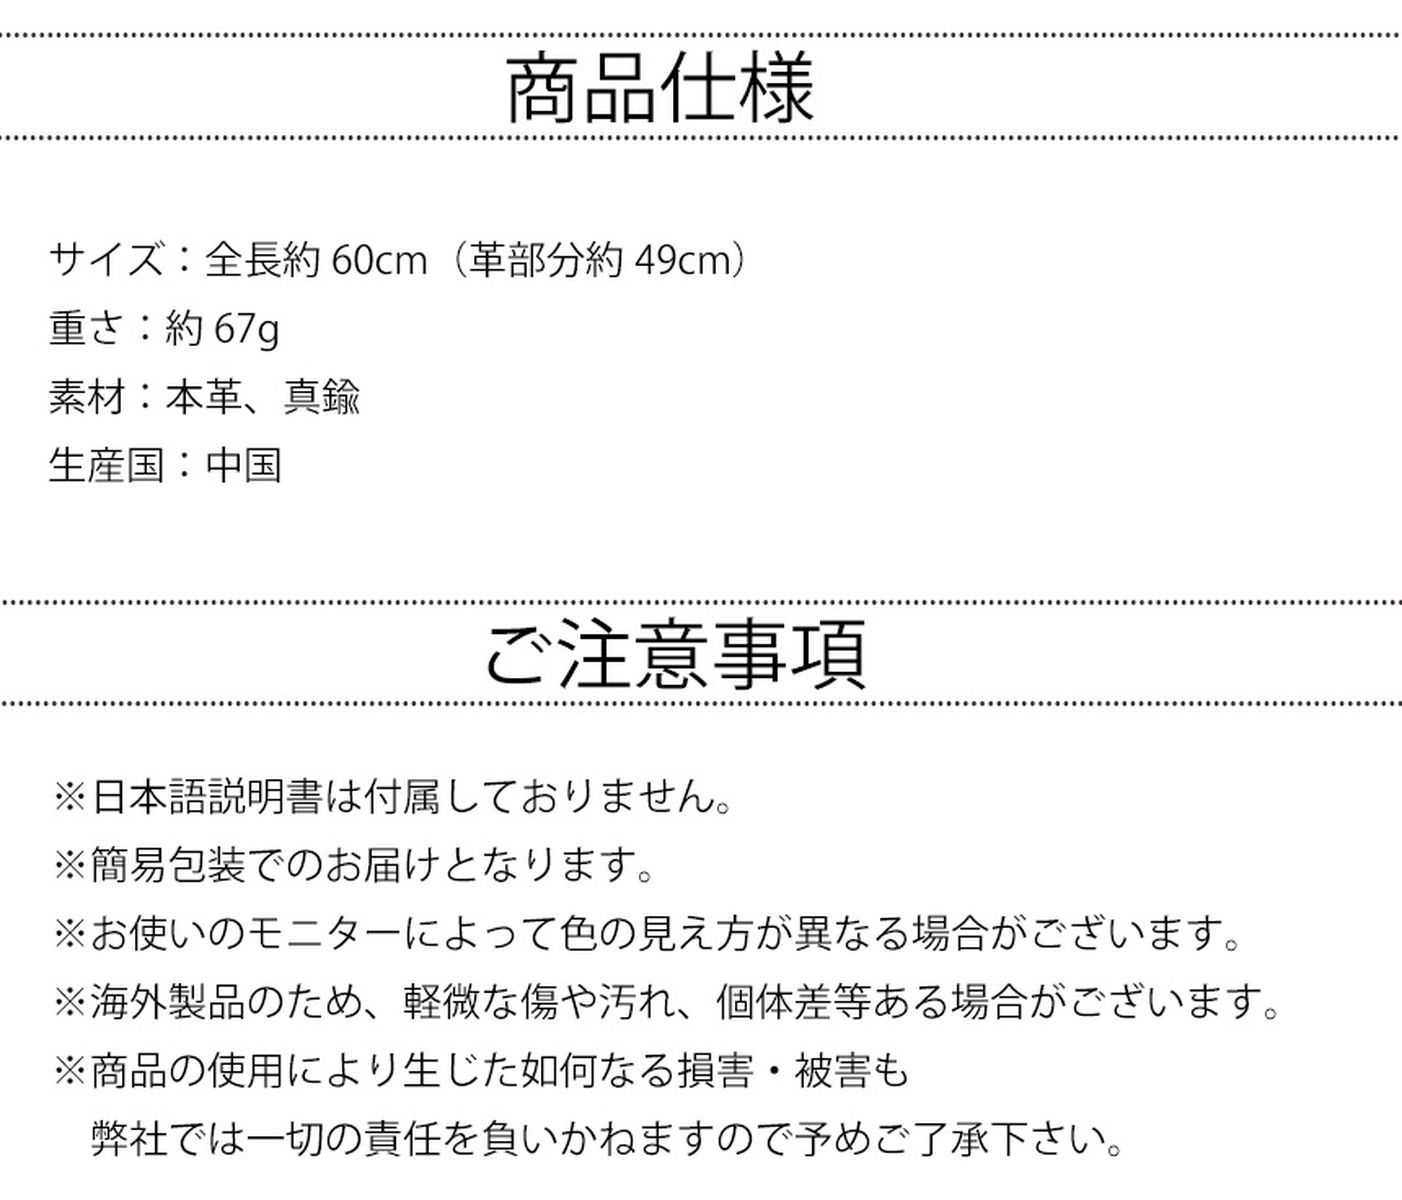 商品仕様
サイズ：全長約 60cm（革部分約 49cm）
重さ：約 67g
素材：本革、真鍮
生産国：中国
ご注意事項
※日本語説明書は付属しておりません。
※簡易包装でのお届けとなります。
※お使いのモニターによって色の見え方が異なる場合がございます。
※海外製品のため、軽微な傷や汚れ、個体差等ある場合がございます。
※商品の使用により生じた如何なる損害・被害も
弊社では一切の責任を負いかねますので予めご了承下さい。